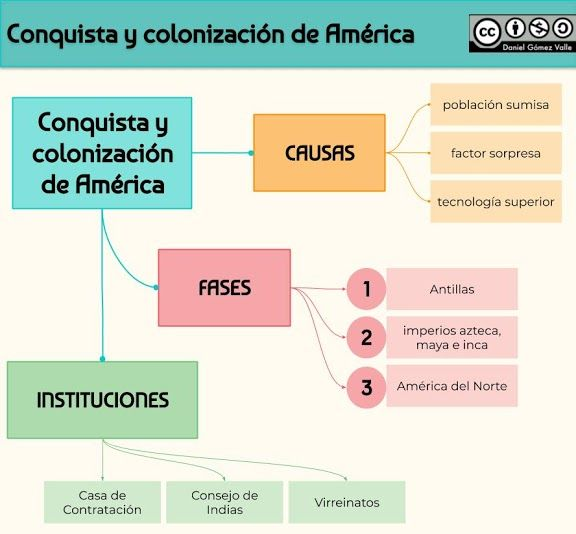 Conquista y colonización de América
cc
Daniel Gómez Valle
Conquista y
colonización
de América
CAUSAS
población sumisa
factor sorpresa
tecnología superior
FASES
1
Antillas
2
imperios azteca,
maya e inca
3
América del Norte
INSTITUCIONES
Casa de
Contratación
Consejo de
Indias
Virreinatos